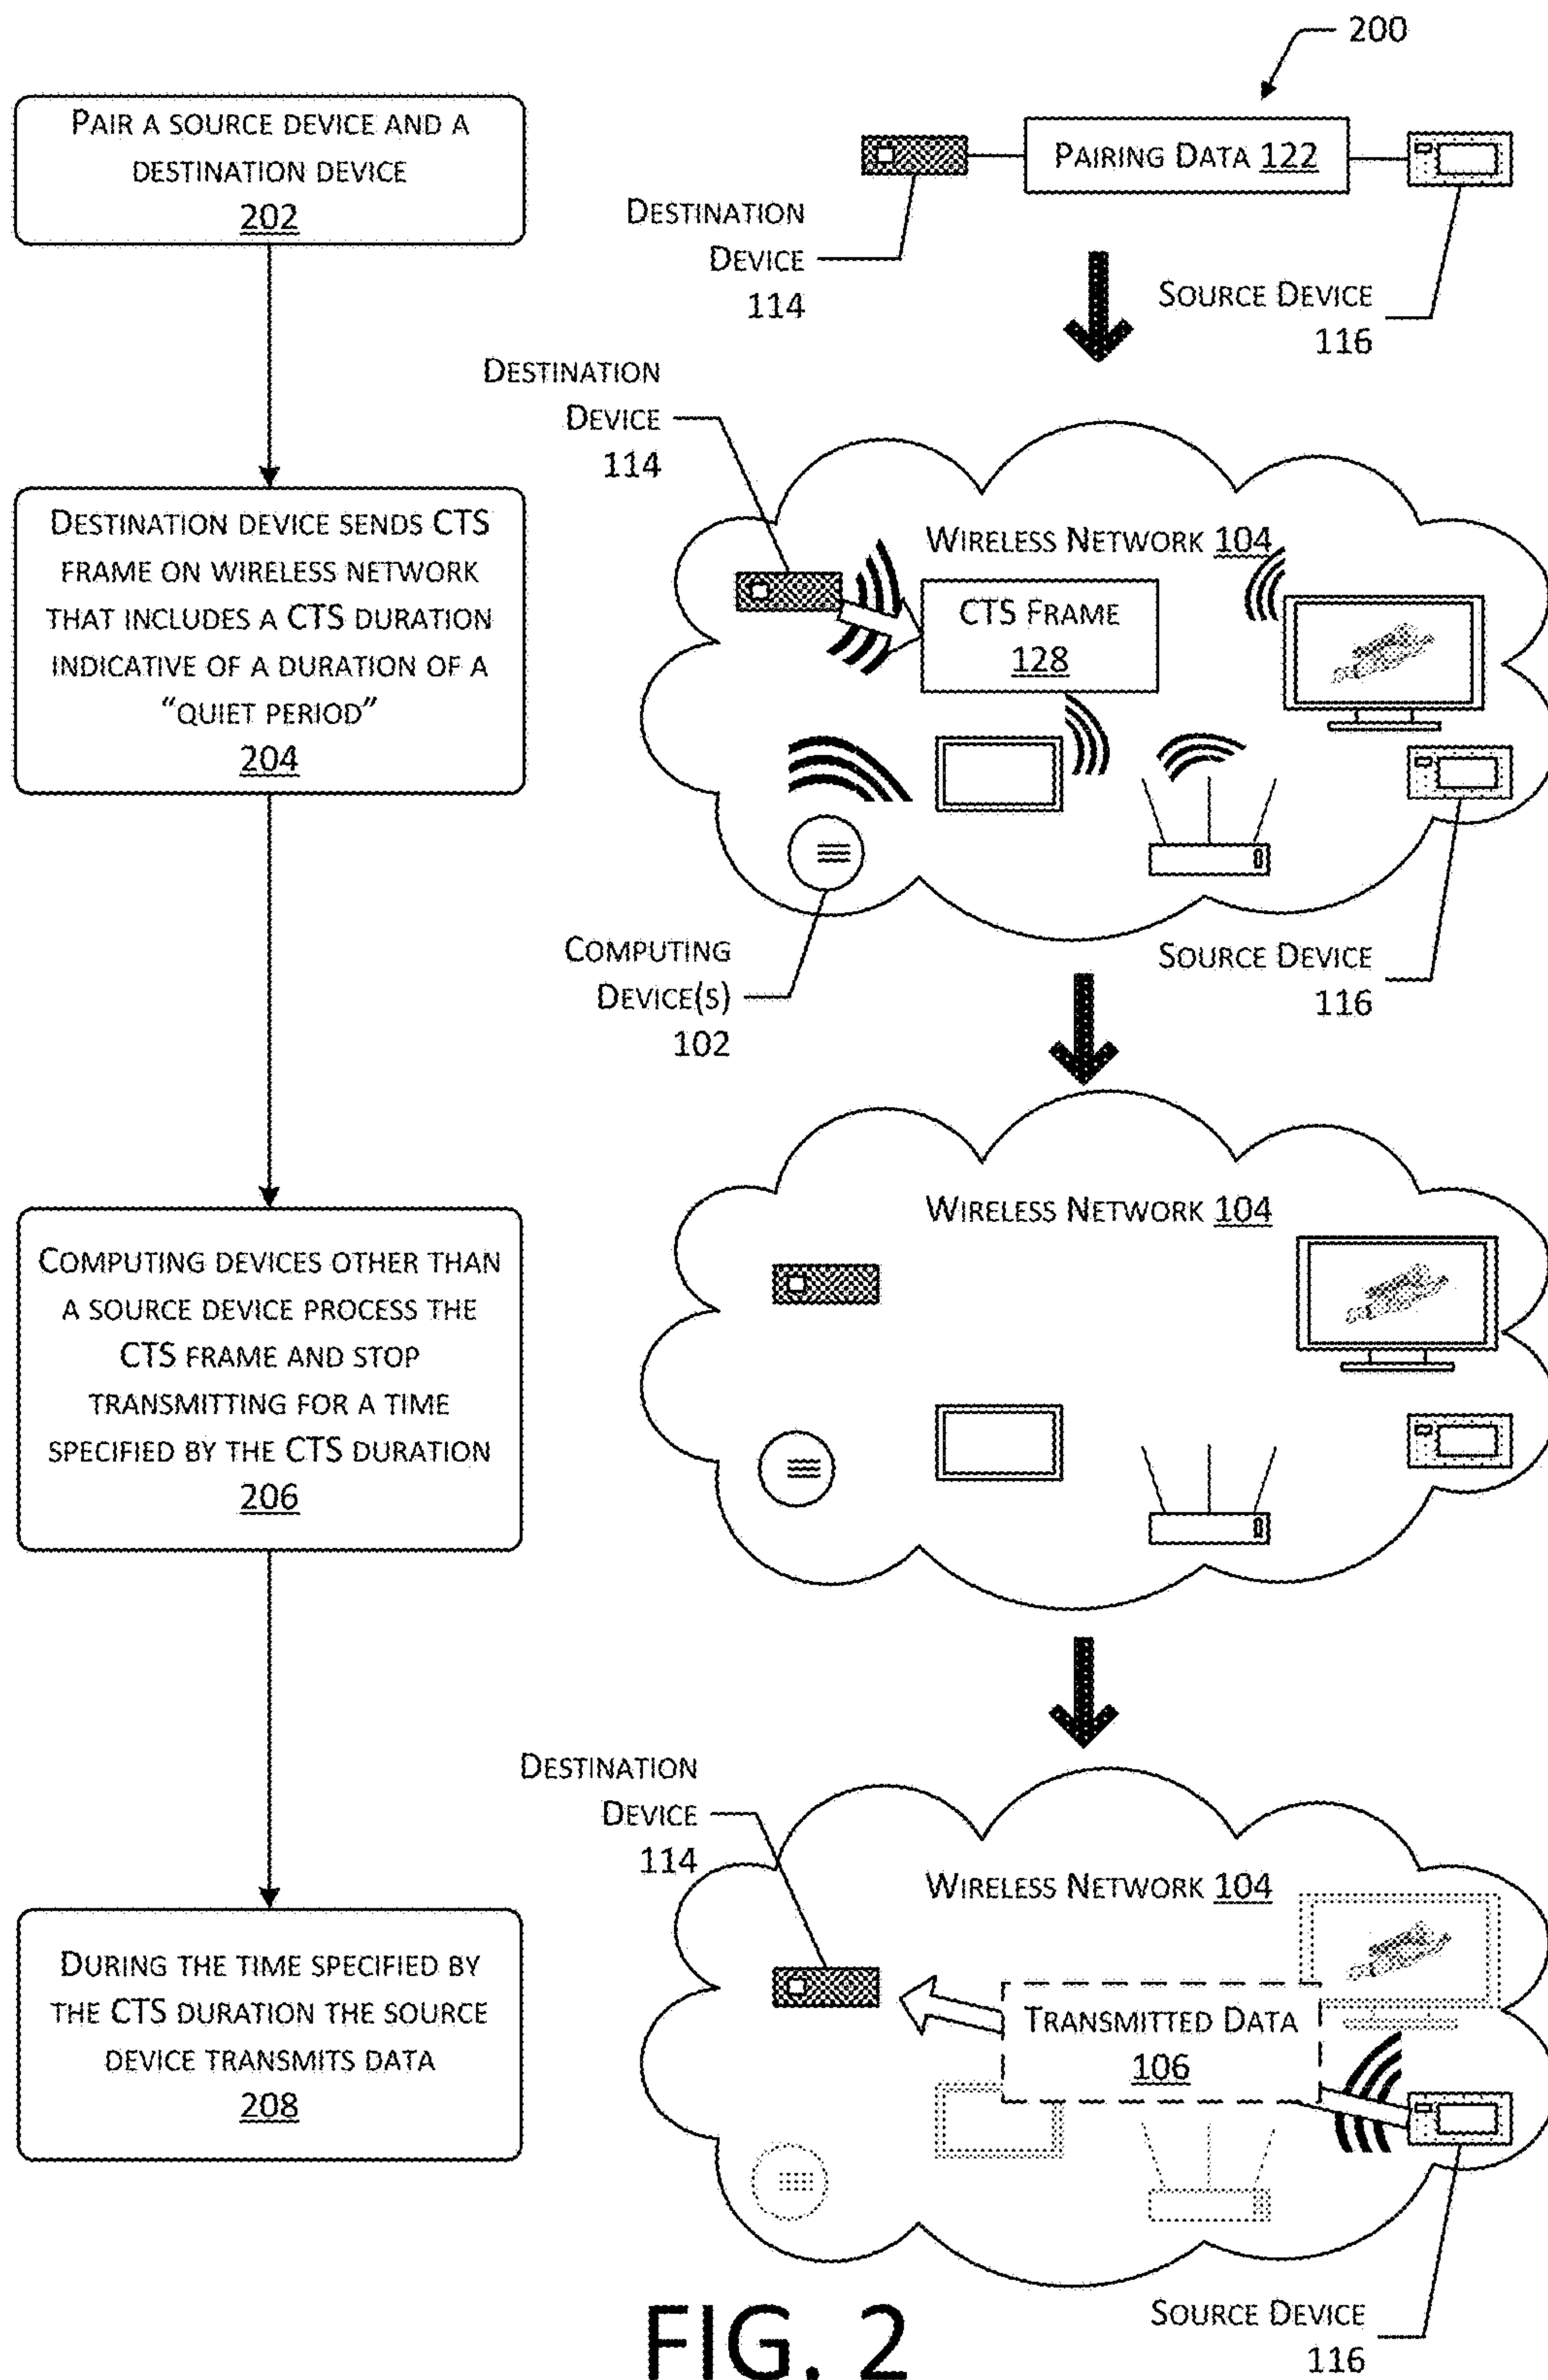 200
PAIR A SOURCE DEVICE AND A
DESTINATION DEVICE
202
PAIRING DATA 122
DESTINATION
DEVICE
114
SOURCE DEVICE
116
DESTINATION
DEVICE
114
DESTINATION DEVICE SENDS CTS
FRAME ON WIRELESS NETWORK
THAT INCLUDES A CTS DURATION
INDICATIVE OF A DURATION OF A
“QUIET PERIOD”
204
WIRELESS NETWORK 104
CTS FRAME
128
COMPUTING
DEVICE(S)
102
SOURCE DEVICE
116
COMPUTING DEVICES OTHER THAN
A SOURCE DEVICE PROCESS THE
CTS FRAME AND STOP
TRANSMITTING FOR A TIME
SPECIFIED BY THE CTS DURATION
206
WIRELESS NETWORK 104
DESTINATION
DEVICE
114
DURING THE TIME SPECIFIED BY
THE CTS DURATION THE SOURCE
DEVICE TRANSMITS DATA
208
WIRELESS NETWORK 104
TRANSMITTED DATA
106
SOURCE DEVICE
116
FIG. 2